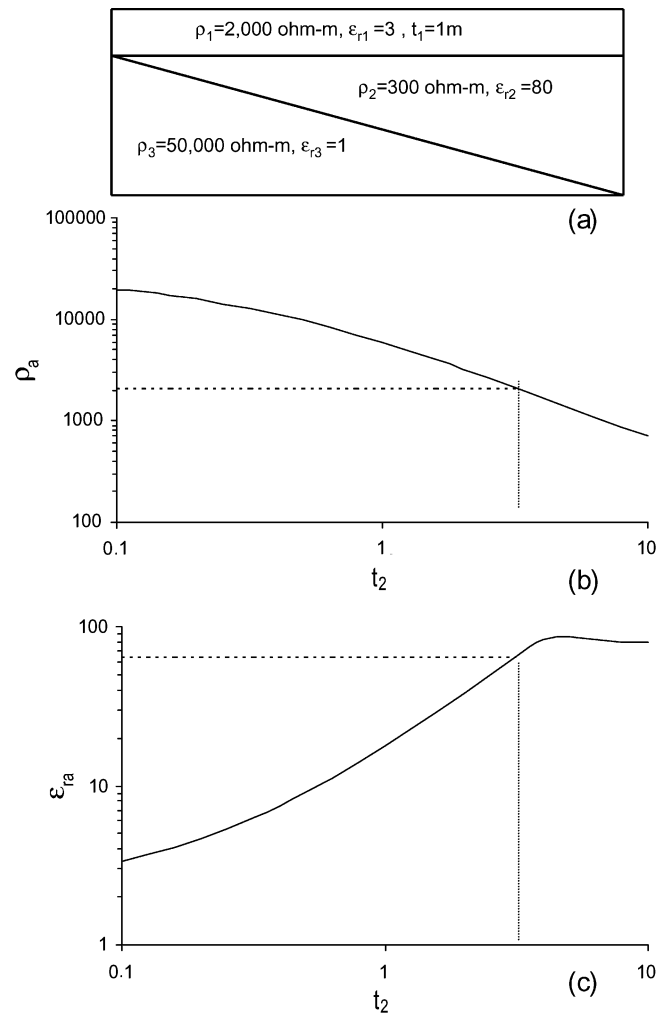 ρ₁=2,000 ohm-m, εᵣ₁ =3 , t₁=1m
ρ₂=300 ohm-m, εᵣ₂ =80
ρ₃=50,000 ohm-m, εᵣ₃ =1
(a)
100000
10000
1000
100
ρₐ
0.1
1
10
t₂
(b)
100
10
1
εᵣₐ
0.1
1
10
t₂
(c)